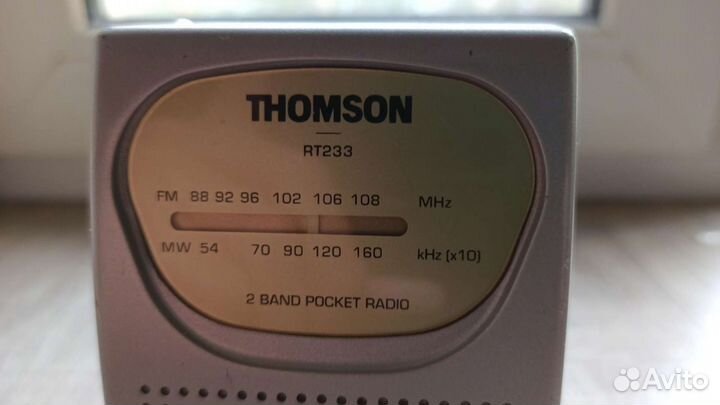 THOMSON
RT233
FM 88 92 96 102 106 108 MHz
MW 54 70 90 120 160 kHz (x10)
2 BAND POCKET RADIO
Avito